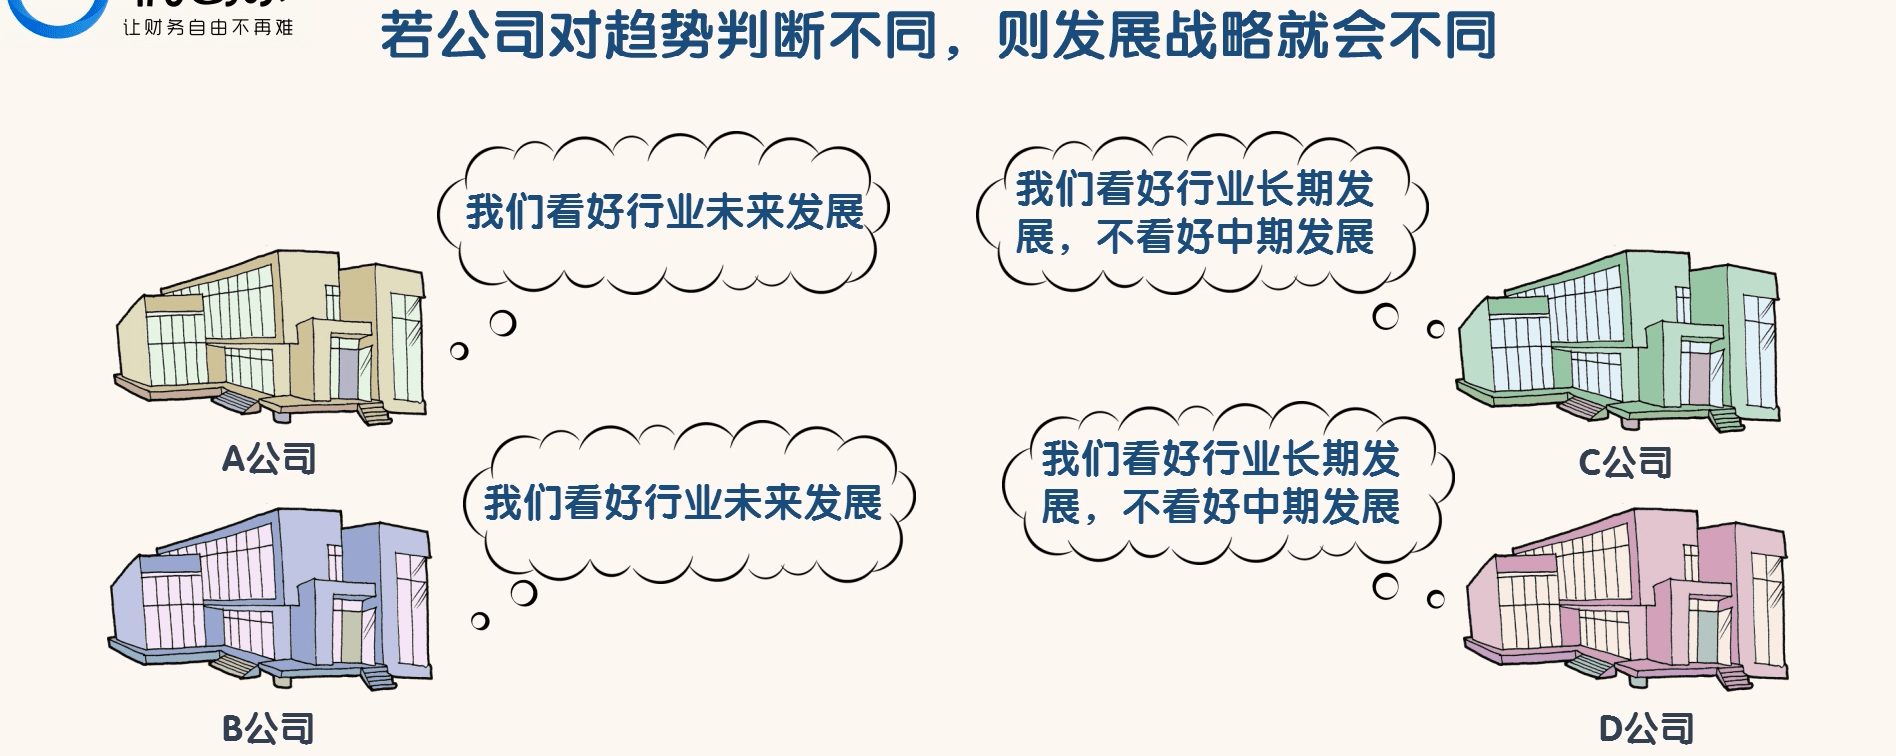 让财务自由不再难
若公司对趋势判断不同，则发展战略就会不同
我们看好行业未来发展
我们看好行业长期发
展，不看好中期发展
A公司
C公司
我们看好行业未来发展
我们看好行业长期发
展，不看好中期发展
B公司
D公司